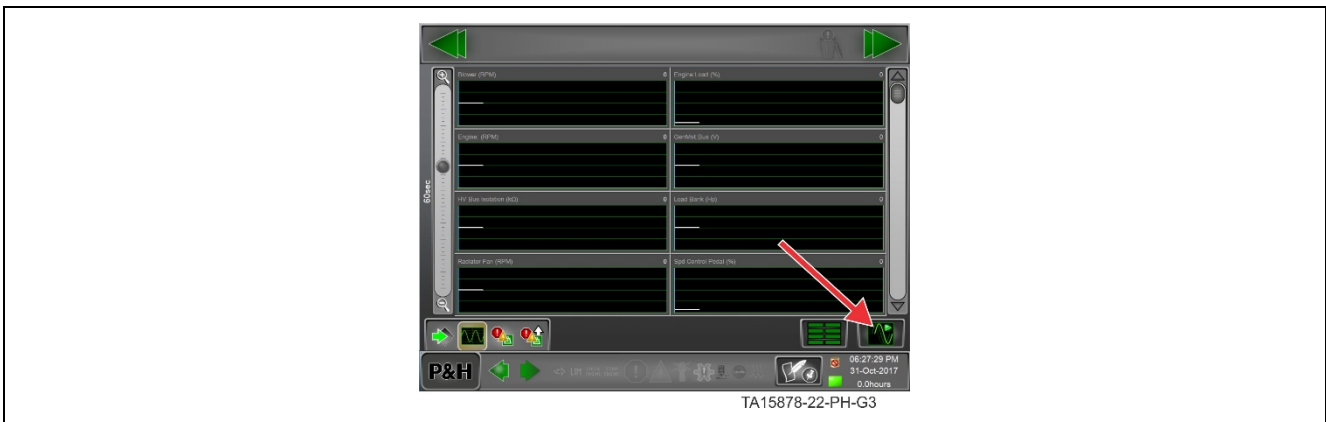 Blower (RPM) 0
Engine Load (%) 0
Engine (RPM) 0
GenMot Bus (V) 0
HV Bus Isolation (kΩ) 0
Load Bank (Hp) 0
Radiator Fan (RPM) 0
Spd Control Pedal (%) 0
60sec
P&H
LIM
06:27:29 PM
31-Oct-2017
0.0hours
TA15878-22-PH-G3